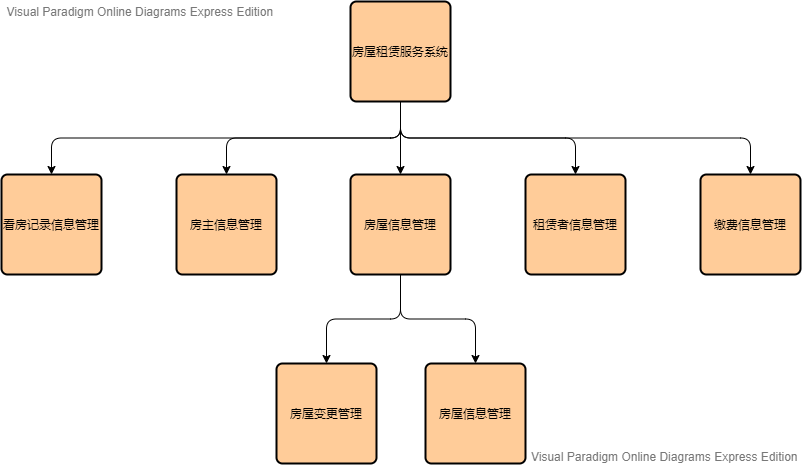 Visual Paradigm Online Diagrams Express Edition
房屋租赁服务系统
看房记录信息管理
房主信息管理
房屋信息管理
租赁者信息管理
缴费信息管理
房屋变更管理
房屋信息管理
Visual Paradigm Online Diagrams Express Edition